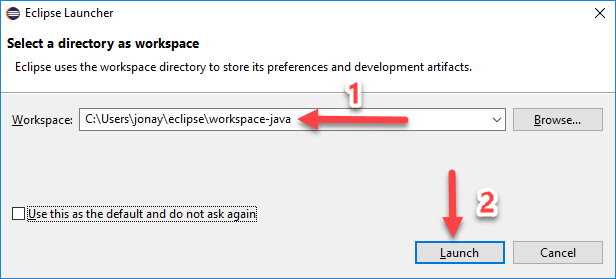 Eclipse Launcher
Select a directory as workspace
Eclipse uses the workspace directory to store its preferences and development artifacts.
1
Workspace: C:\Users\jonay\eclipse\workspace-java Browse...
Use this as the default and do not ask again
2
Launch Cancel